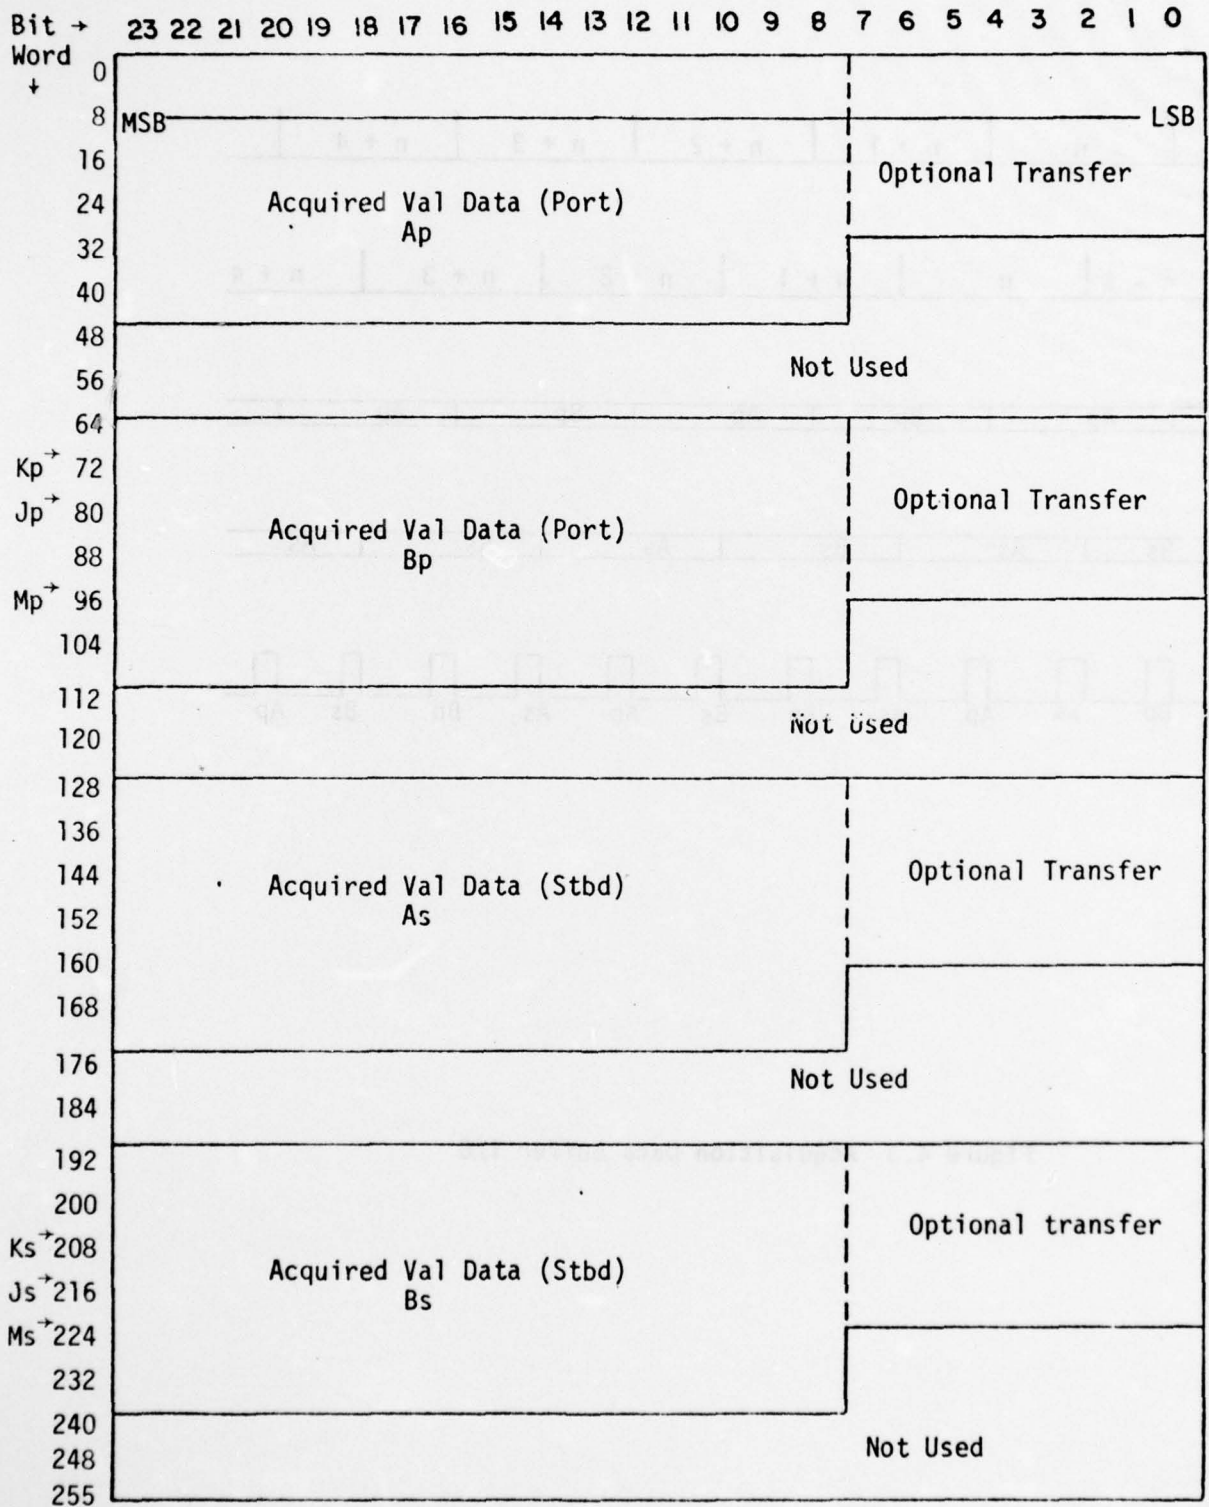 Bit → 23 22 21 20 19 18 17 16 15 14 13 12 11 10 9 8 7 6 5 4 3 2 1 0
Word
↓
0
8 MSB LSB
16 Optional Transfer
24 Acquired Val Data (Port)
Ap
32
40
48
Not Used
56
64
Kp→ 72
Jp→ 80 Optional Transfer
Acquired Val Data (Port)
88 Bp
Mp→ 96
104
112
120 Not Used
128
136
144 Optional Transfer
Acquired Val Data (Stbd)
152 As
160
168
176
Not Used
184
192
200
Optional transfer
Ks→208
Acquired Val Data (Stbd)
Js→216 Bs
Ms→224
232
240
Not Used
248
255